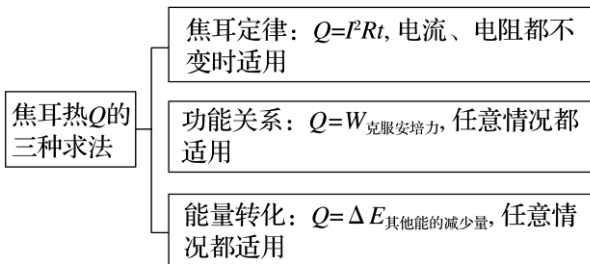 焦耳定律：Q=I²Rt, 电流、电阻都不
变时适用
焦耳热Q的
三种求法
功能关系：Q=W克服安培力, 任意情况都
适用
能量转化：Q=ΔE其他能的减少量, 任意情
况都适用